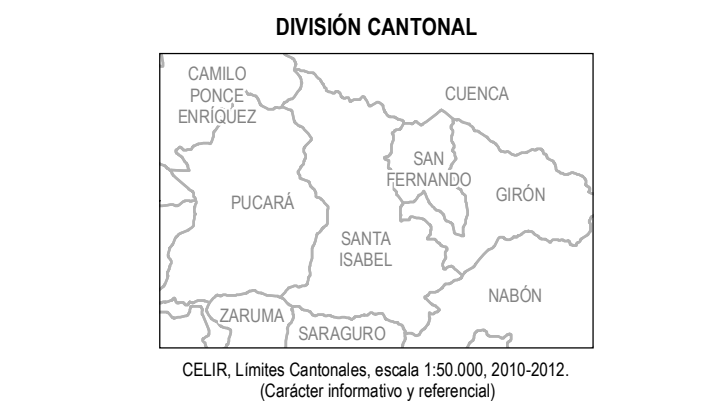 DIVISIÓN CANTONAL
CAMILO
PONCE
ENRÍQUEZ
CUENCA
SAN
FERNANDO
GIRÓN
PUCARÁ
SANTA
ISABEL
NABÓN
ZARUMA
SARAGURO
CELIR, Límites Cantonales, escala 1:50.000, 2010-2012.
(Carácter informativo y referencial)